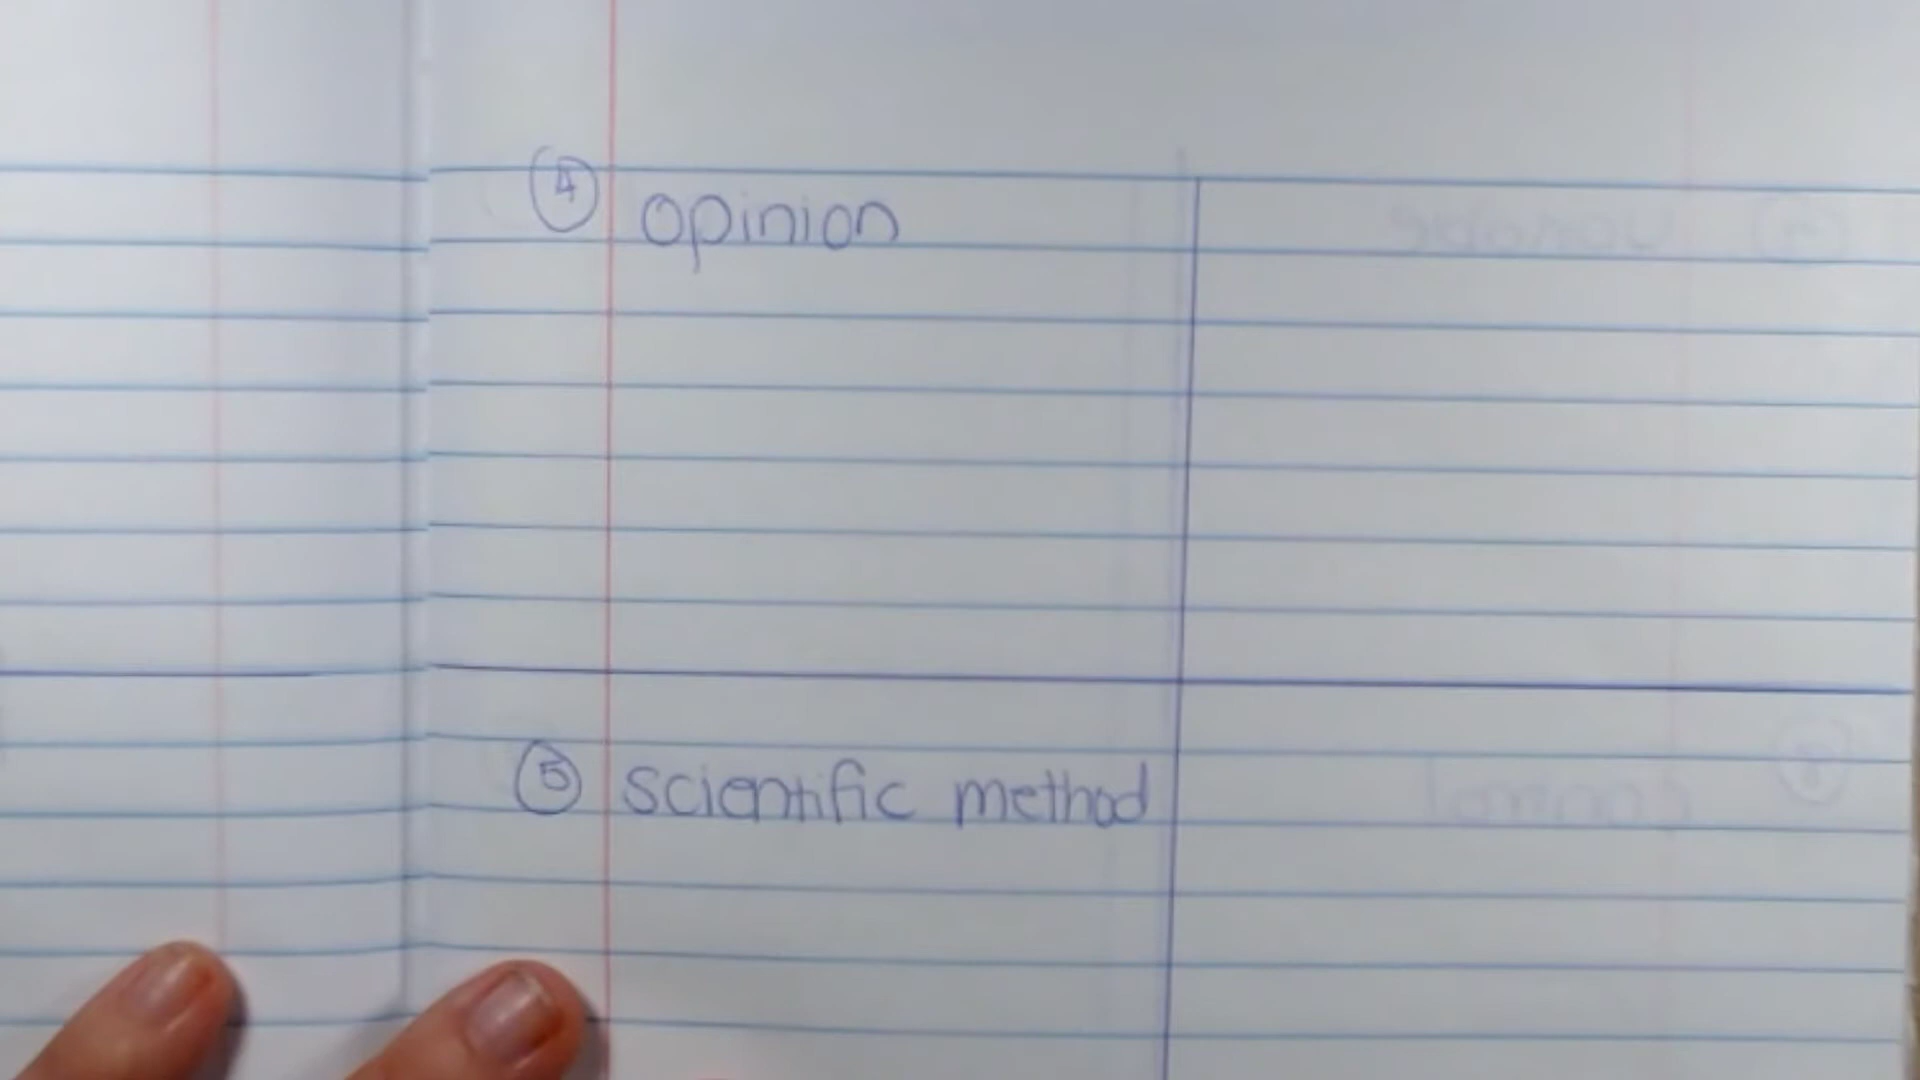 ④ opinion
⑤ scientific method